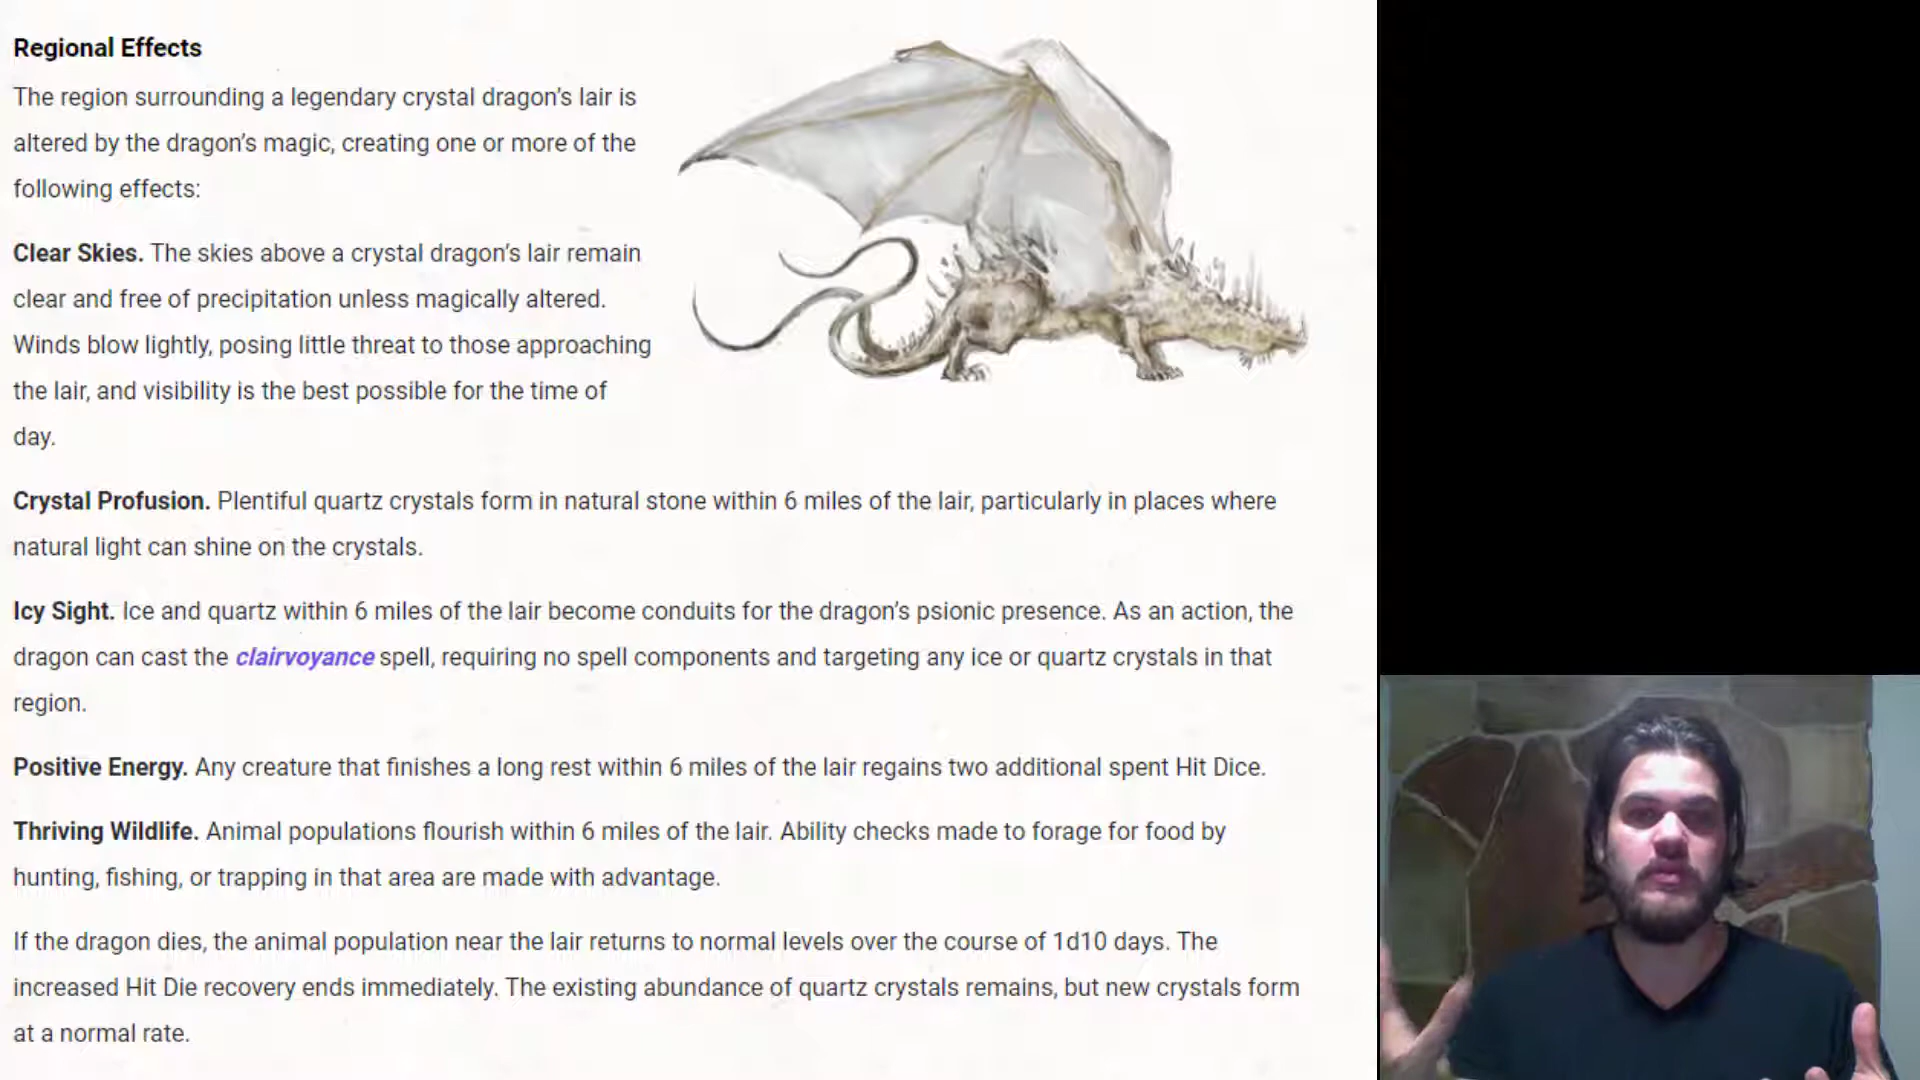 Regional Effects
The region surrounding a legendary crystal dragon’s lair is
altered by the dragon’s magic, creating one or more of the
following effects:
Clear Skies. The skies above a crystal dragon’s lair remain
clear and free of precipitation unless magically altered.
Winds blow lightly, posing little threat to those approaching
the lair, and visibility is the best possible for the time of
day.
Crystal Profusion. Plentiful quartz crystals form in natural stone within 6 miles of the lair, particularly in places where
natural light can shine on the crystals.
Icy Sight. Ice and quartz within 6 miles of the lair become conduits for the dragon’s psionic presence. As an action, the
dragon can cast the clairvoyance spell, requiring no spell components and targeting any ice or quartz crystals in that
region.
Positive Energy. Any creature that finishes a long rest within 6 miles of the lair regains two additional spent Hit Dice.
Thriving Wildlife. Animal populations flourish within 6 miles of the lair. Ability checks made to forage for food by
hunting, fishing, or trapping in that area are made with advantage.
If the dragon dies, the animal population near the lair returns to normal levels over the course of 1d10 days. The
increased Hit Die recovery ends immediately. The existing abundance of quartz crystals remains, but new crystals form
at a normal rate.